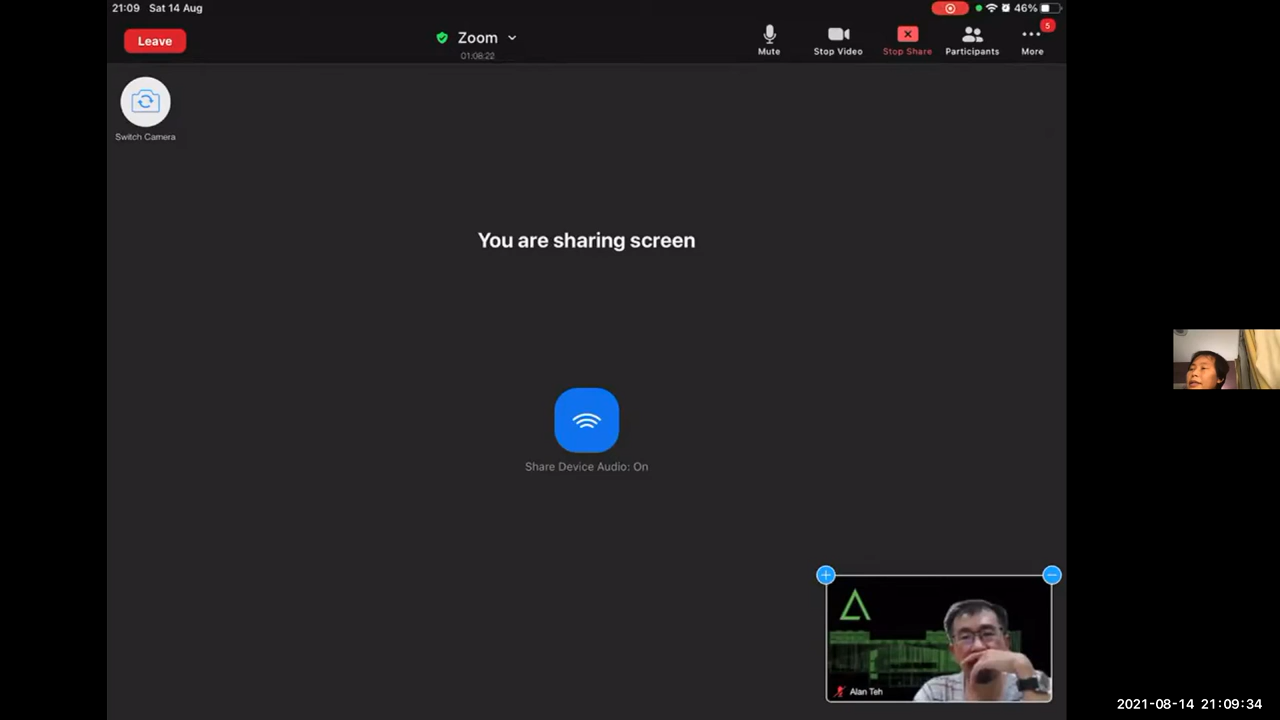 21:09 Sat 14 Aug
46%
Leave
Zoom
01:08:22
Mute
Stop Video
Stop Share
Participants
More
5
Switch Camera
You are sharing screen
Share Device Audio: On
Alan Teh
2021-08-14 21:09:34